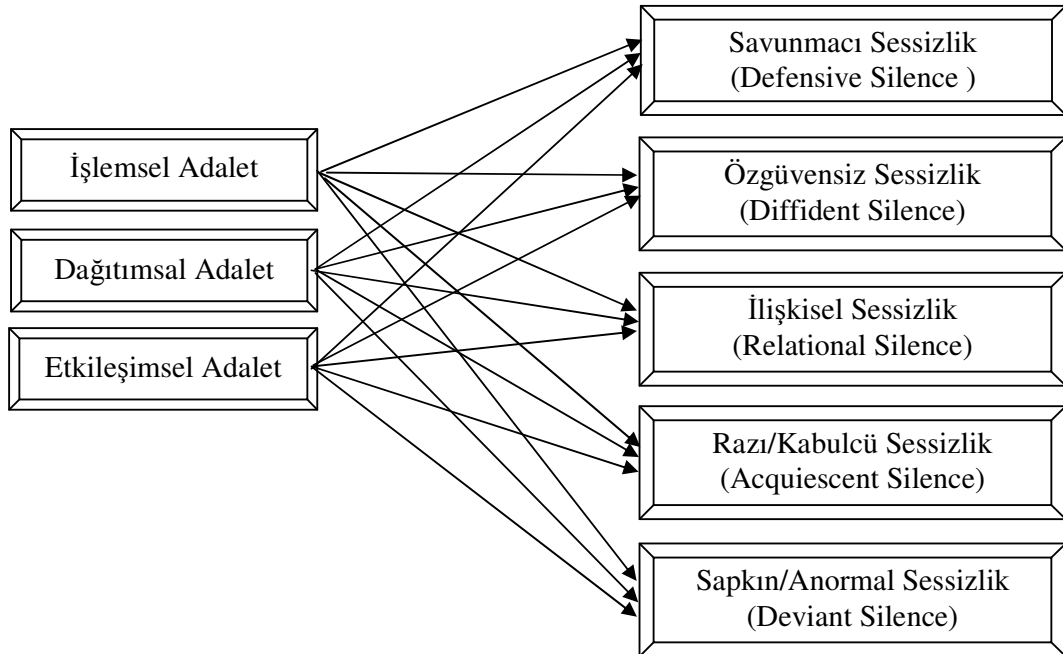 İşlemsel Adalet
Dağıtımsal Adalet
Etkileşimsel Adalet
Savunmacı Sessizlik
(Defensive Silence )
Özgüvensiz Sessizlik
(Diffident Silence)
İlişkisel Sessizlik
(Relational Silence)
Razı/Kabulcü Sessizlik
(Acquiescent Silence)
Sapkın/Anormal Sessizlik
(Deviant Silence)